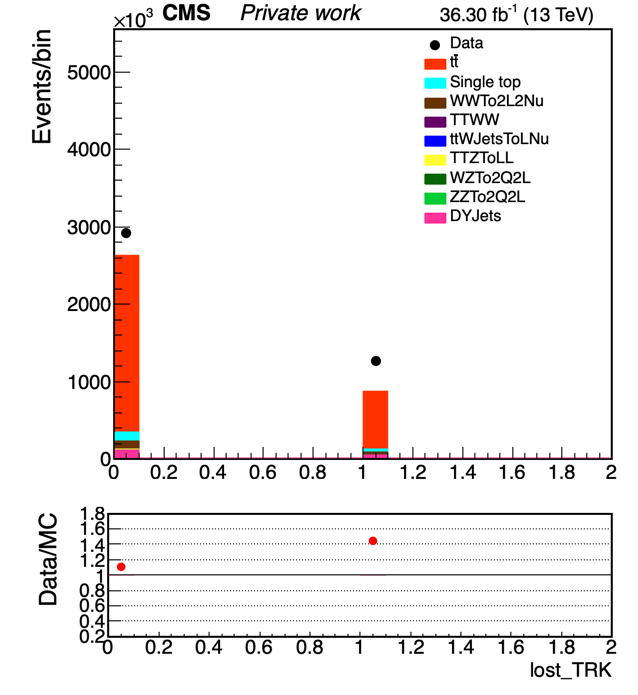 ×10³ CMS Private work 36.30 fb⁻¹ (13 TeV)
Events/bin
5000
4000
3000
2000
1000
0
0 0.2 0.4 0.6 0.8 1 1.2 1.4 1.6 1.8 2
Data
tt̄
Single top
WWTo2L2Nu
TTWW
ttWJetsToLNu
TTZToLL
WZTo2Q2L
ZZTo2Q2L
DYJets
Data/MC
1.8
1.6
1.4
1.2
1
0.8
0.6
0.4
0.2
0 0.2 0.4 0.6 0.8 1 1.2 1.4 1.6 1.8 2
lost_TRK